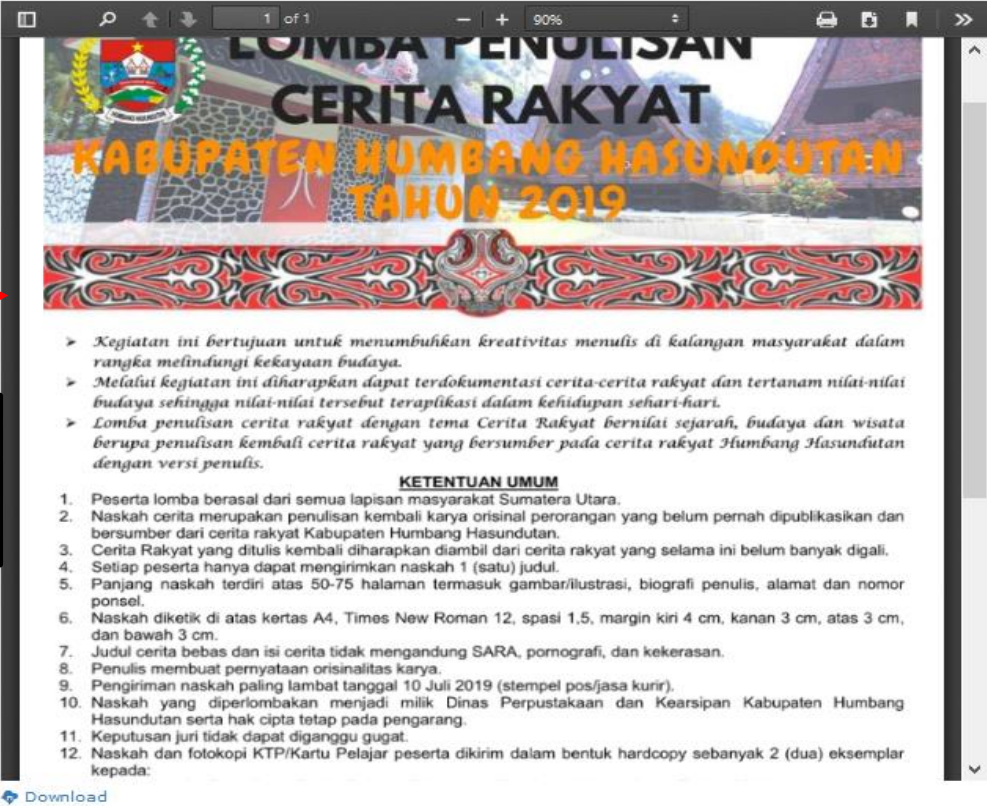 1 of 1
90%
LOMBA PENULISAN
CERITA RAKYAT
KABUPATEN HUMBANG HASUNDUTAN
TAHUN 2019
➢ Kegiatan ini bertujuan untuk menumbuhkan kreativitas menulis di kalangan masyarakat dalam
rangka melindungi kekayaan budaya.
➢ Melalui kegiatan ini diharapkan dapat terdokumentasi cerita-cerita rakyat dan tertanam nilai-nilai
budaya sehingga nilai-nilai tersebut teraplikasi dalam kehidupan sehari-hari.
➢ Lomba penulisan cerita rakyat dengan tema Cerita Rakyat bernilai sejarah, budaya dan wisata
berupa penulisan kembali cerita rakyat yang bersumber pada cerita rakyat Humbang Hasundutan
dengan versi penulis.
KETENTUAN UMUM
1. Peserta lomba berasal dari semua lapisan masyarakat Sumatera Utara.
2. Naskah cerita merupakan penulisan kembali karya orisinal perorangan yang belum pernah dipublikasikan dan
bersumber dari cerita rakyat Kabupaten Humbang Hasundutan.
3. Cerita Rakyat yang ditulis kembali diharapkan diambil dari cerita rakyat yang selama ini belum banyak digali.
4. Setiap peserta hanya dapat mengirimkan naskah 1 (satu) judul.
5. Panjang naskah terdiri atas 50-75 halaman termasuk gambar/ilustrasi, biografi penulis, alamat dan nomor
ponsel.
6. Naskah diketik di atas kertas A4, Times New Roman 12, spasi 1,5, margin kiri 4 cm, kanan 3 cm, atas 3 cm,
dan bawah 3 cm.
7. Judul cerita bebas dan isi cerita tidak mengandung SARA, pornografi, dan kekerasan.
8. Penulis membuat pernyataan orisinalitas karya.
9. Pengiriman naskah paling lambat tanggal 10 Juli 2019 (stempel pos/jasa kurir).
10. Naskah yang diperlombakan menjadi milik Dinas Perpustakaan dan Kearsipan Kabupaten Humbang
Hasundutan serta hak cipta tetap pada pengarang.
11. Keputusan juri tidak dapat diganggu gugat.
12. Naskah dan fotokopi KTP/Kartu Pelajar peserta dikirim dalam bentuk hardcopy sebanyak 2 (dua) eksemplar
kepada:
Download